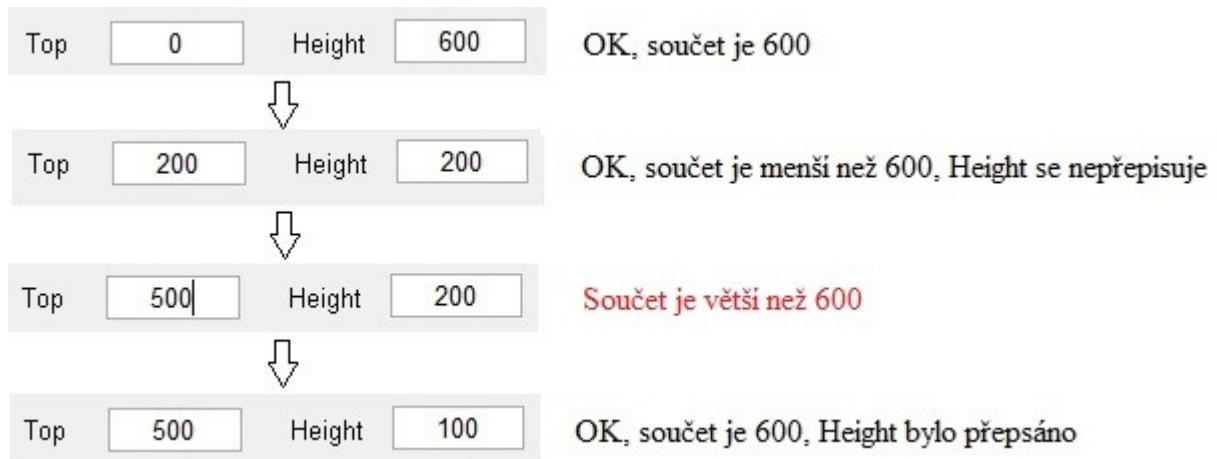 Top 0 Height 600 OK, součet je 600
Top 200 Height 200 OK, součet je menší než 600, Height se nepřepisuje
Top 500 Height 200 Součet je větší než 600
Top 500 Height 100 OK, součet je 600, Height bylo přepsáno